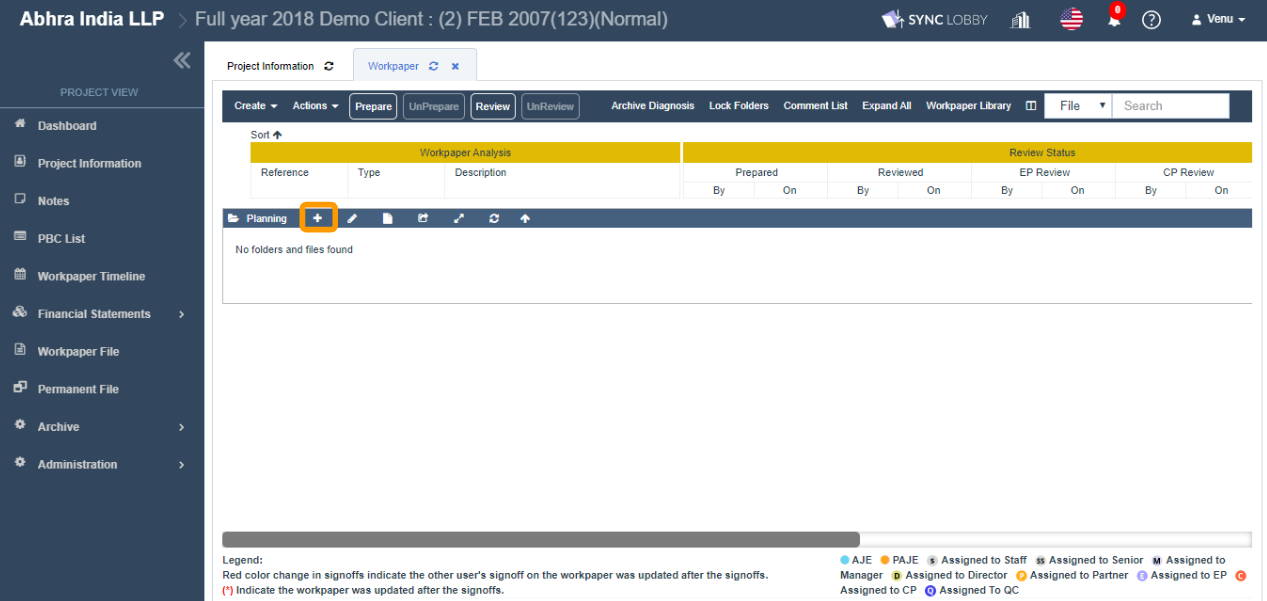 Abhra India LLP > Full year 2018 Demo Client : (2) FEB 2007(123)(Normal)
SYNC LOBBY
0
?
Venu
PROJECT VIEW
Dashboard
Project Information
Notes
PBC List
Workpaper Timeline
Financial Statements
Workpaper File
Permanent File
Archive
Administration
Project Information
Workpaper
Create Actions Prepare UnPrepare Review UnReview Archive Diagnosis Lock Folders Comment List Expand All Workpaper Library File Search
Sort
Workpaper Analysis Review Status
Reference Type Description Prepared Reviewed EP Review CP Review
By On By On By On By On
Planning
No folders and files found
Legend:
Red color change in signoffs indicate the other user's signoff on the workpaper was updated after the signoffs.
(*) Indicate the workpaper was updated after the signoffs.
AJE PAJE S Assigned to Staff SS Assigned to Senior M Assigned to
Manager D Assigned to Director P Assigned to Partner E Assigned to EP C
Assigned to CP Q Assigned To QC